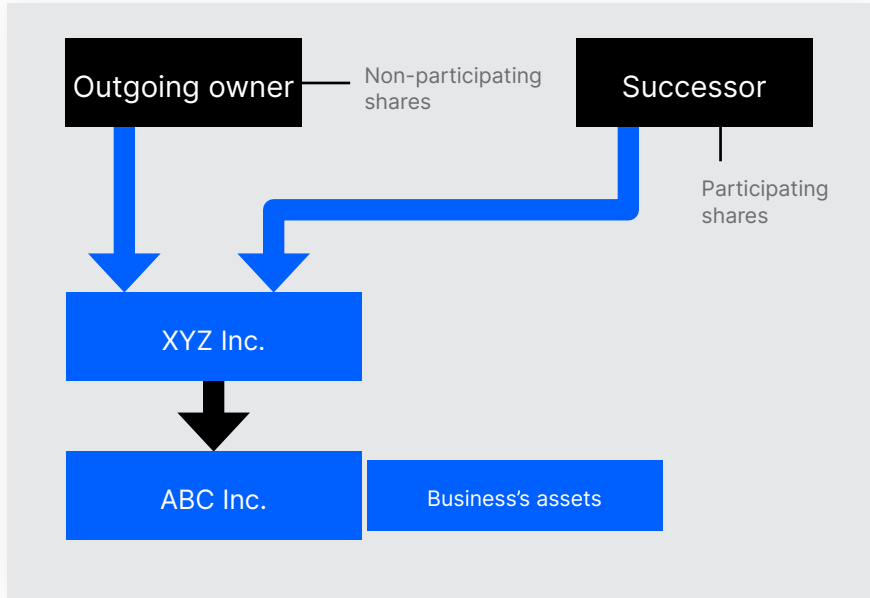 Outgoing owner
Non-participating
shares
Successor
Participating
shares
XYZ Inc.
ABC Inc.
Business’s assets